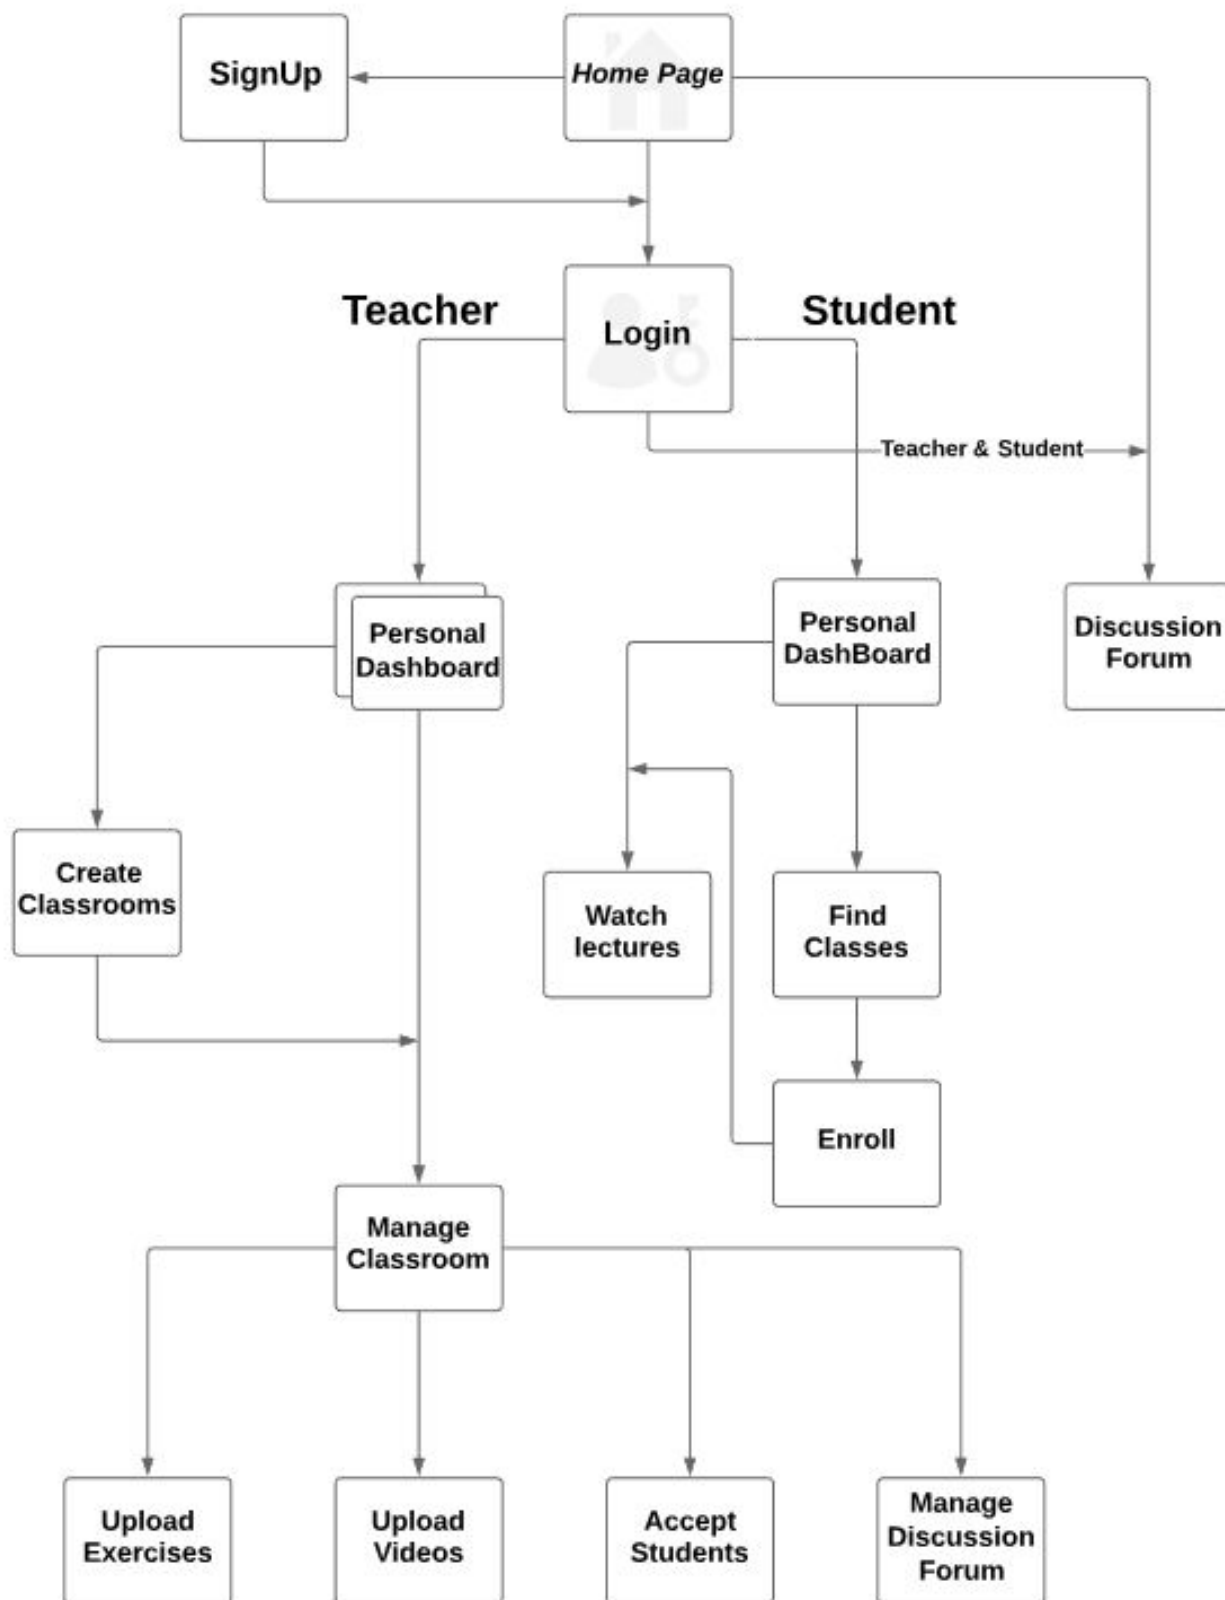 SignUp
Home Page
Teacher
Student
Login
Teacher & Student
Personal
Dashboard
Personal
DashBoard
Discussion
Forum
Create
Classrooms
Watch
lectures
Find
Classes
Enroll
Manage
Classroom
Upload
Exercises
Upload
Videos
Accept
Students
Manage
Discussion
Forum